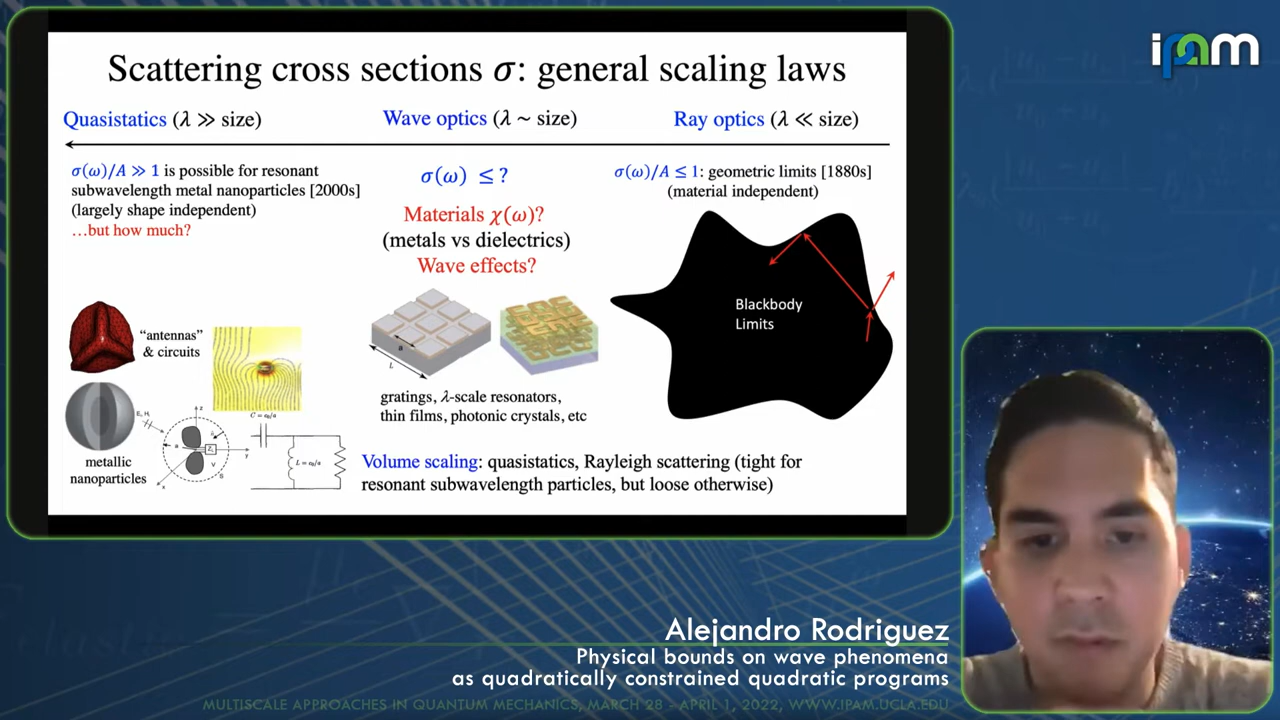 Scattering cross sections σ: general scaling laws
Quasistatics (λ ≫ size)
Wave optics (λ ~ size)
Ray optics (λ ≪ size)
σ(ω)/A ≫ 1 is possible for resonant
subwavelength metal nanoparticles [2000s]
(largely shape independent)
…but how much?
σ(ω) ≤ ?
Materials χ(ω)?
(metals vs dielectrics)
Wave effects?
σ(ω)/A ≤ 1: geometric limits [1880s]
(material independent)
Blackbody
Limits
"antennas"
& circuits
metallic
nanoparticles
a
L
gratings, λ-scale resonators,
thin films, photonic crystals, etc
Volume scaling: quasistatics, Rayleigh scattering (tight for
resonant subwavelength particles, but loose otherwise)
ipam
Alejandro Rodriguez
Physical bounds on wave phenomena
as quadratically constrained quadratic programs
MULTISCALE APPROACHES IN QUANTUM MECHANICS, MARCH 28 - APRIL 1, 2022, WWW.IPAM.UCLA.EDU